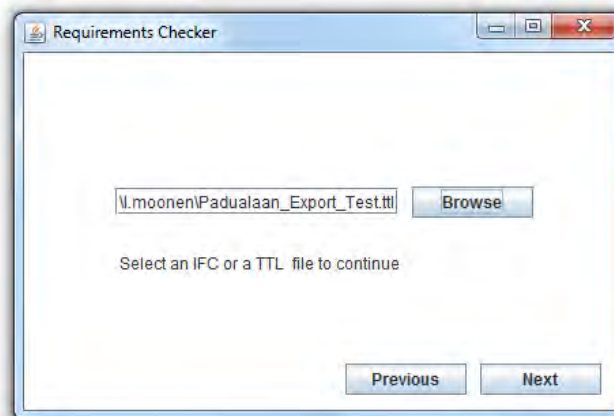 Requirements Checker
\l.moonen\Padualaan_Export_Test.ttl
Browse
Select an IFC or a TTL file to continue
Previous
Next